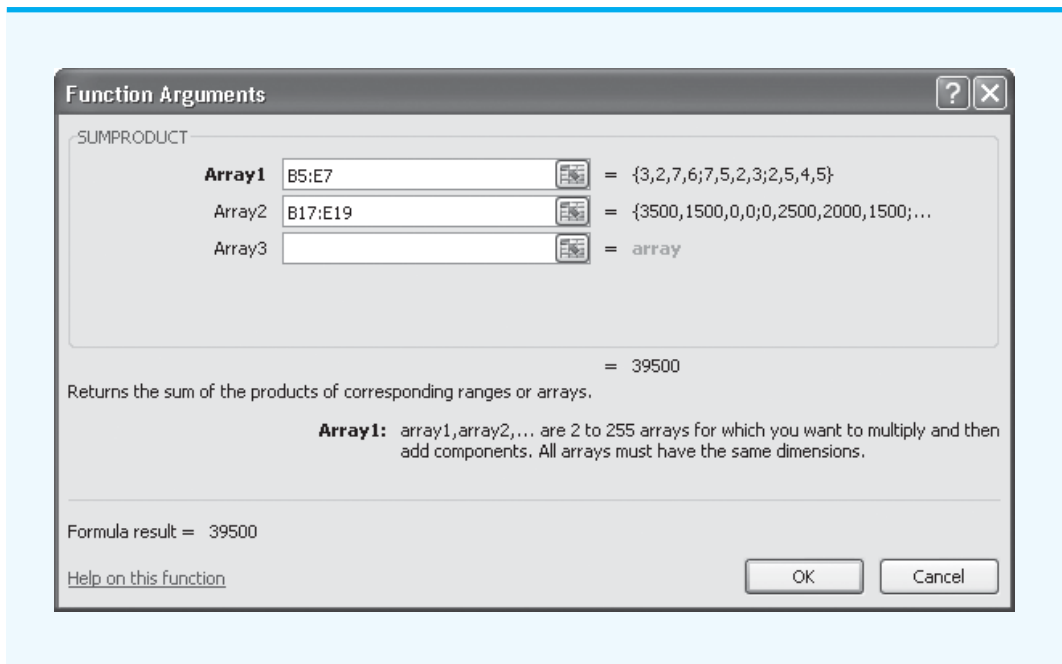 Function Arguments
SUMPRODUCT
Array1 B5:E7 = {3,2,7,6;7,5,2,3;2,5,4,5}
Array2 B17:E19 = {3500,1500,0,0;0,2500,2000,1500;...
Array3 = array
= 39500
Returns the sum of the products of corresponding ranges or arrays.
Array1: array1,array2,... are 2 to 255 arrays for which you want to multiply and then
add components. All arrays must have the same dimensions.
Formula result = 39500
Help on this function
OK Cancel